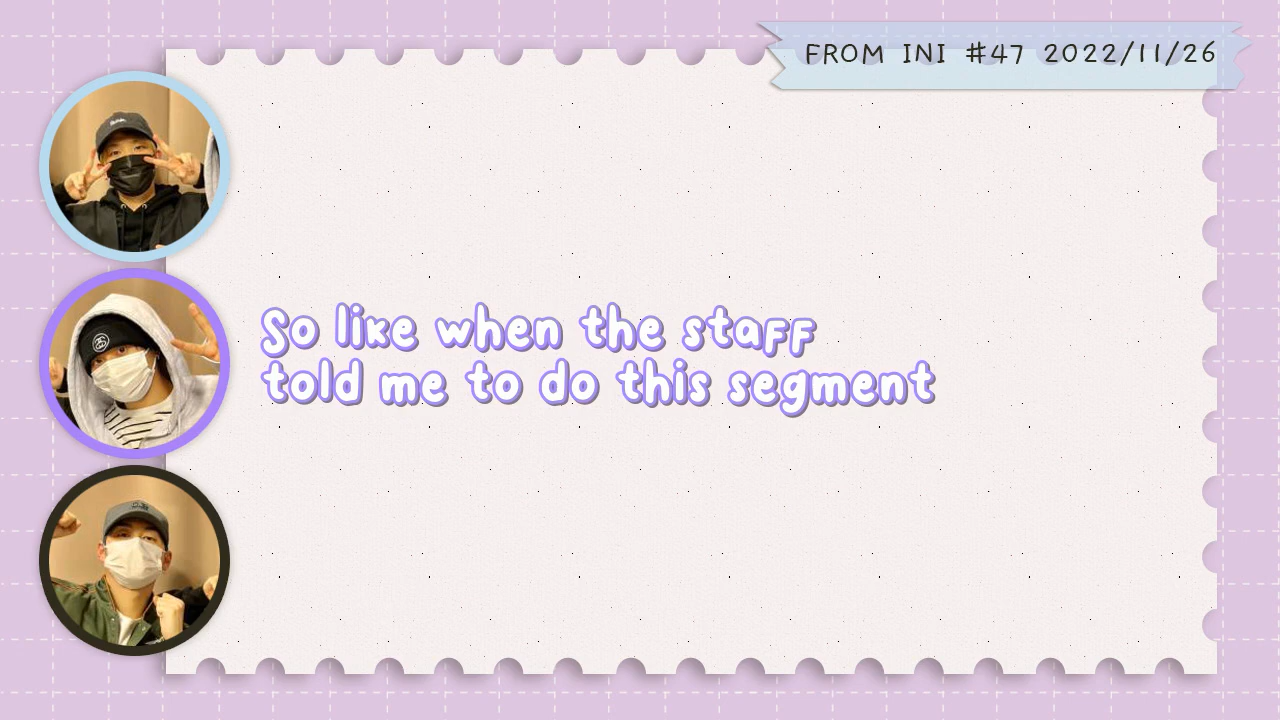 FROM INI #47 2022/11/26
So like when the staff
told me to do this segment